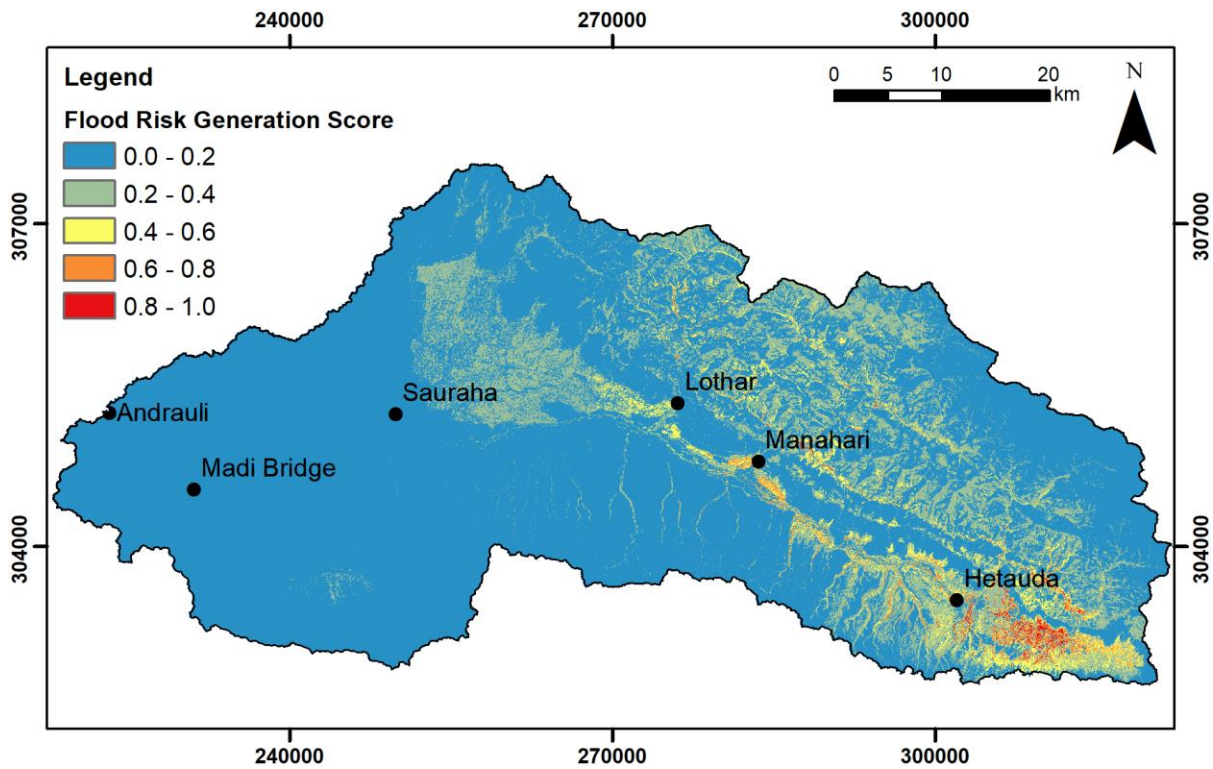 240000 270000 300000
Legend
Flood Risk Generation Score
0.0 - 0.2
0.2 - 0.4
0.4 - 0.6
0.6 - 0.8
0.8 - 1.0
0 5 10 20
km
N
307000 307000
Lothar
Sauraha
Andrauli
Manahari
Madi Bridge
304000 304000
Hetauda
240000 270000 300000